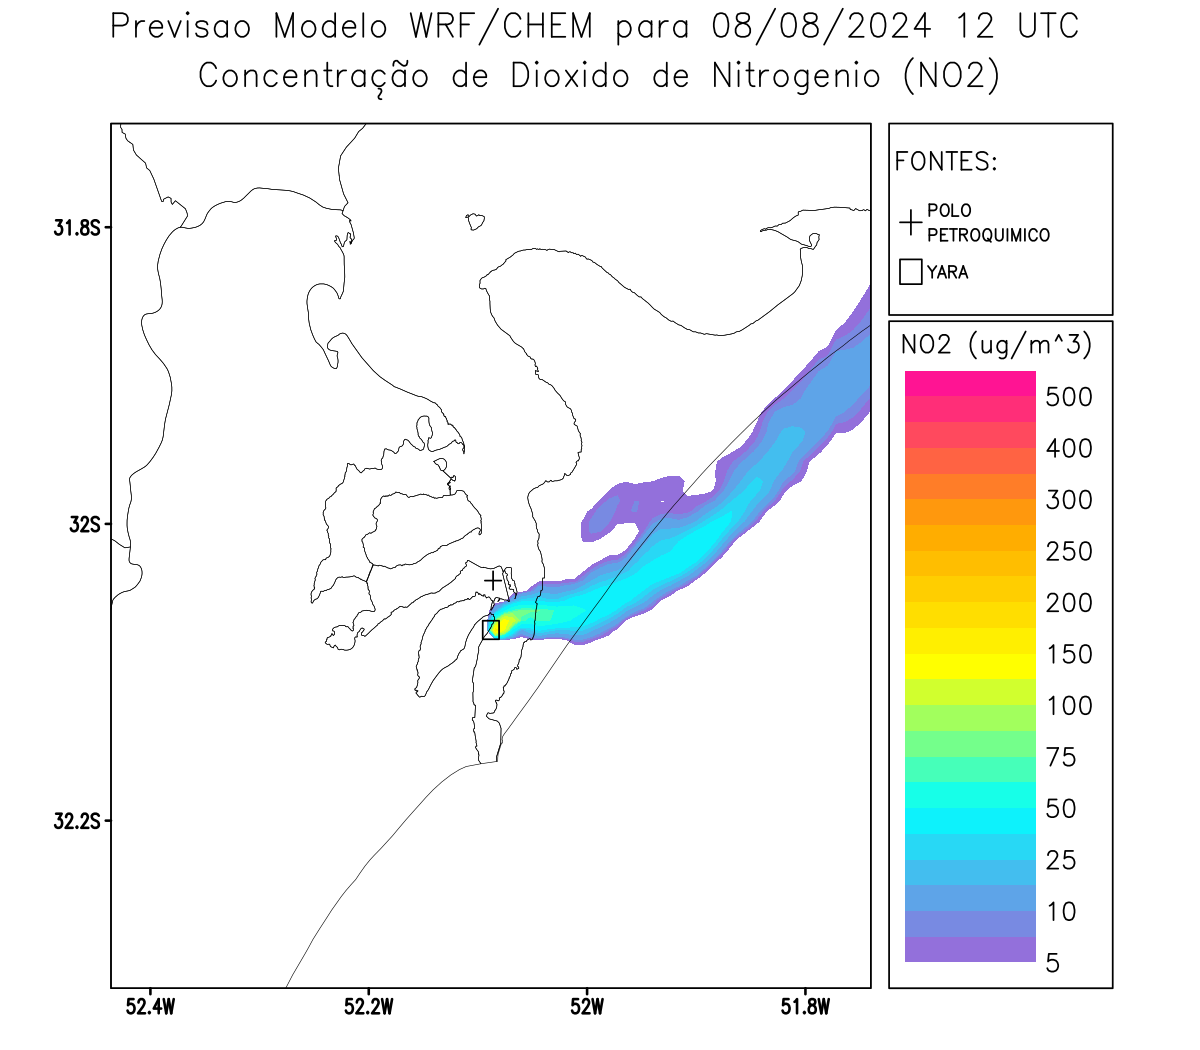 Previsao Modelo WRF/CHEM para 08/08/2024 12 UTC
Concentração de Dioxido de Nitrogenio (NO2)
FONTES:
POLO
PETROQUIMICO
YARA
NO2 (ug/m^3)
500
400
300
250
200
150
100
75
50
25
10
5
31.8S
32S
32.2S
52.4W
52.2W
52W
51.8W